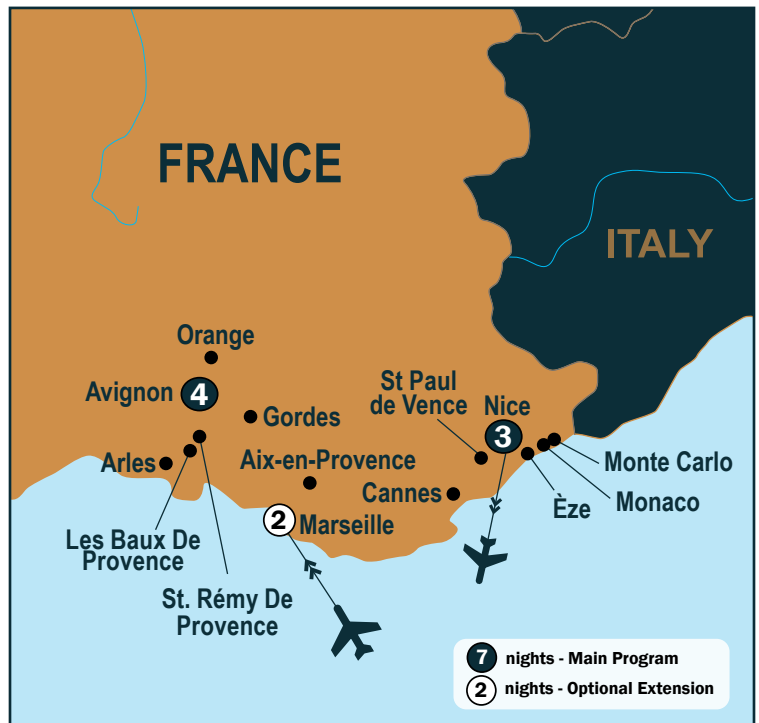 FRANCE
ITALY
Orange
Avignon
4
Gordes
St Paul
de Vence
Nice
3
Arles
Aix-en-Provence
Cannes
Monte Carlo
Monaco
Èze
2
Marseille
Les Baux De
Provence
St. Rémy De
Provence
7 nights - Main Program
2 nights - Optional Extension